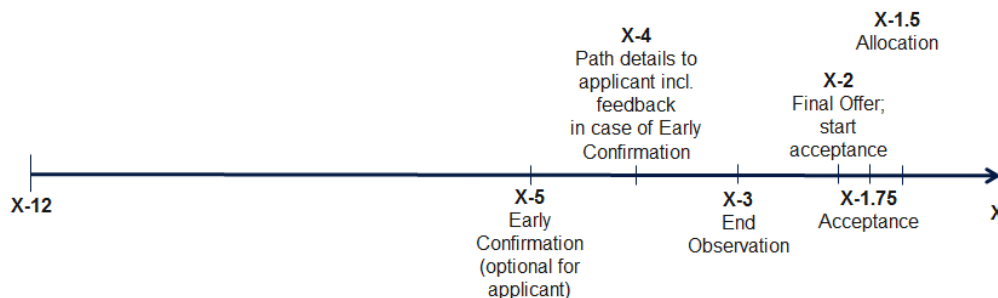 X-1.5
Allocation
X-4
Path details to
applicant incl.
feedback
in case of Early
Confirmation
X-2
Final Offer;
start
acceptance
X-12
X-5
Early
Confirmation
(optional for
applicant)
X-3
End
Observation
X-1.75
Acceptance
X